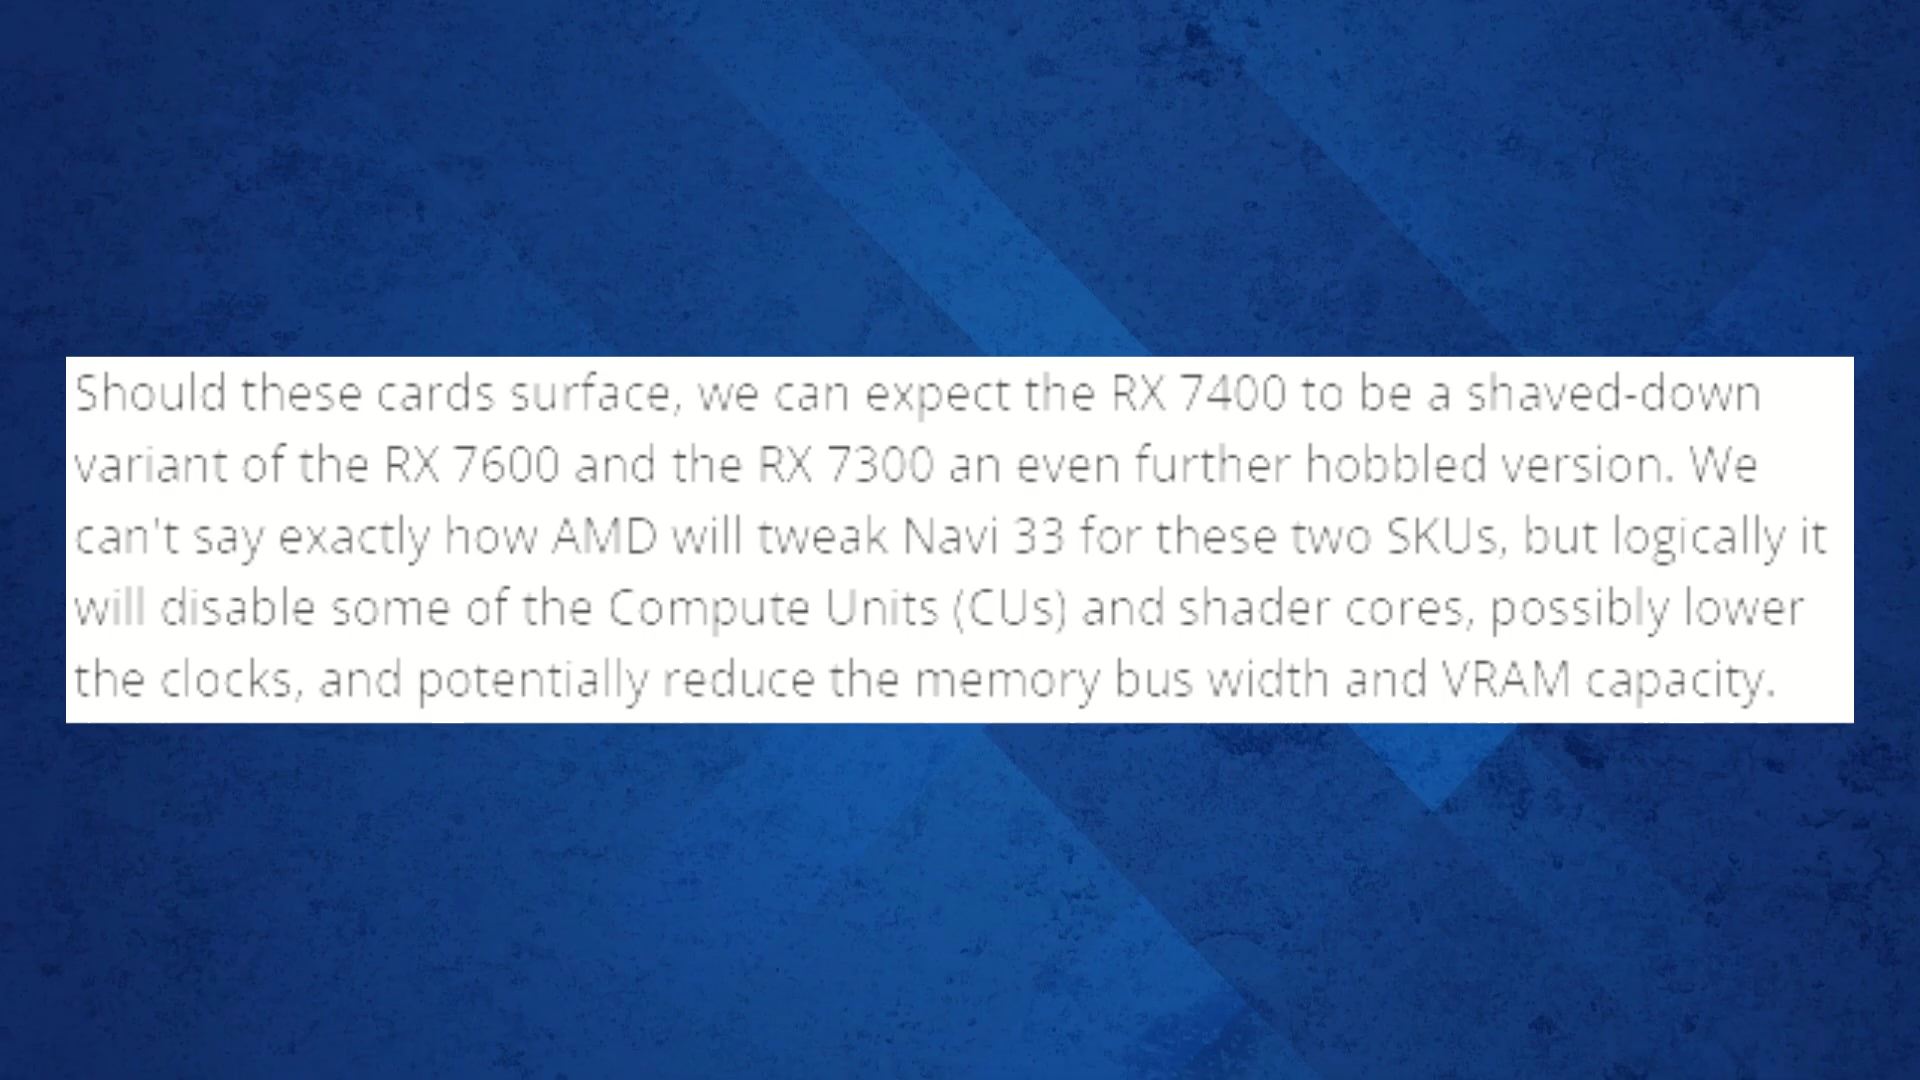 Should these cards surface, we can expect the RX 7400 to be a shaved-down
variant of the RX 7600 and the RX 7300 an even further hobbled version. We
can't say exactly how AMD will tweak Navi 33 for these two SKUs, but logically it
will disable some of the Compute Units (CUs) and shader cores, possibly lower
the clocks, and potentially reduce the memory bus width and VRAM capacity.